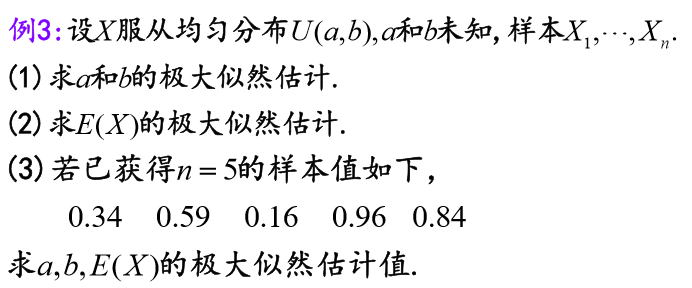 例3:设X服从均匀分布U(a,b),a和b未知,样本X₁,⋯,Xₙ.
(1)求a和b的极大似然估计.
(2)求E(X)的极大似然估计.
(3)若已获得n=5的样本值如下,
0.34 0.59 0.16 0.96 0.84
求a,b,E(X)的极大似然估计值.